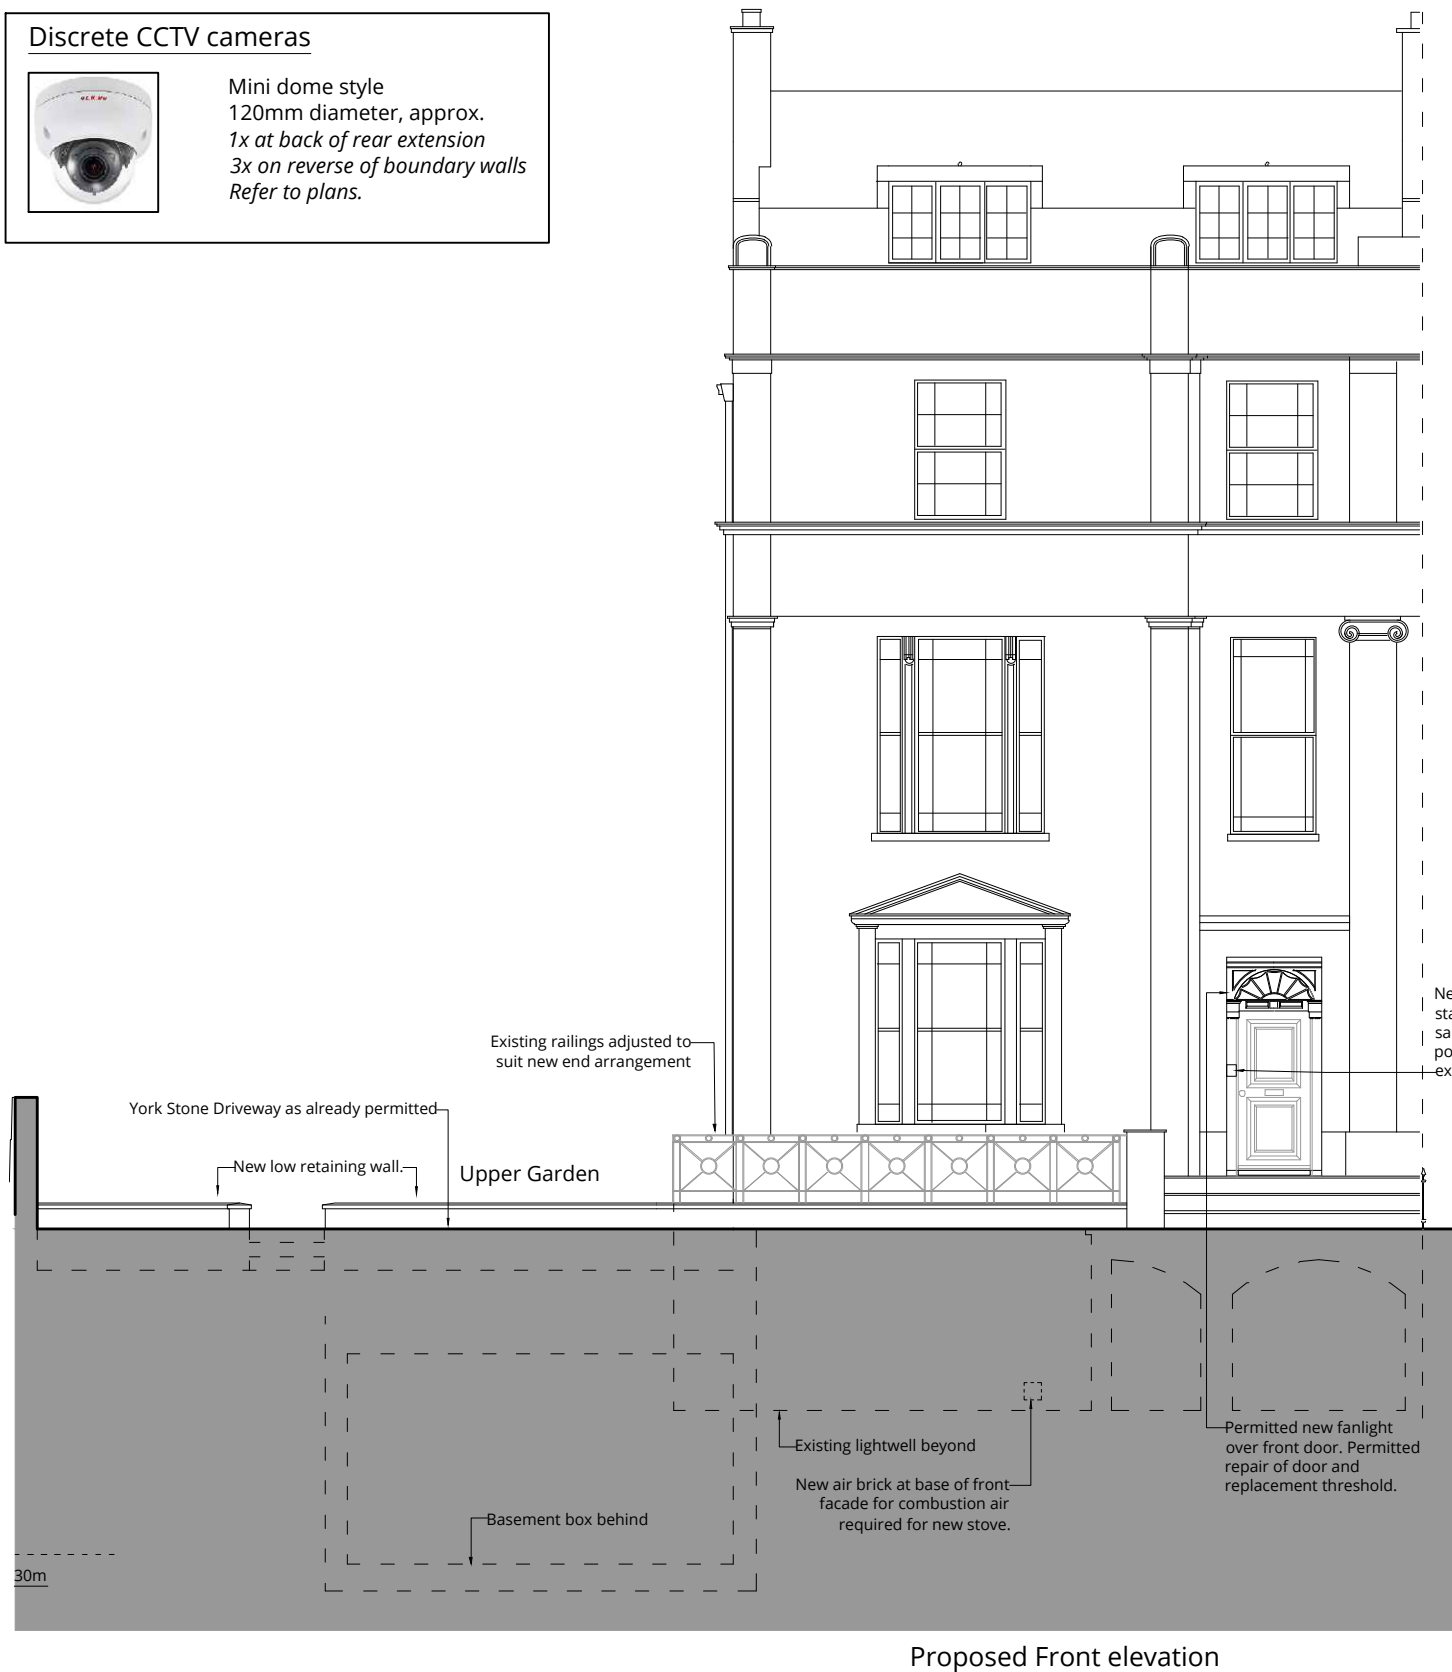 Discrete CCTV cameras
Mini dome style
120mm diameter, approx.
1x at back of rear extension
3x on reverse of boundary walls
Refer to plans.
Existing railings adjusted to
suit new end arrangement
York Stone Driveway as already permitted
New low retaining wall.
Upper Garden
Existing lightwell beyond
New air brick at base of front
facade for combustion air
required for new stove.
Permitted new fanlight
over front door. Permitted
repair of door and
replacement threshold.
Basement box behind
30m
Proposed Front elevation